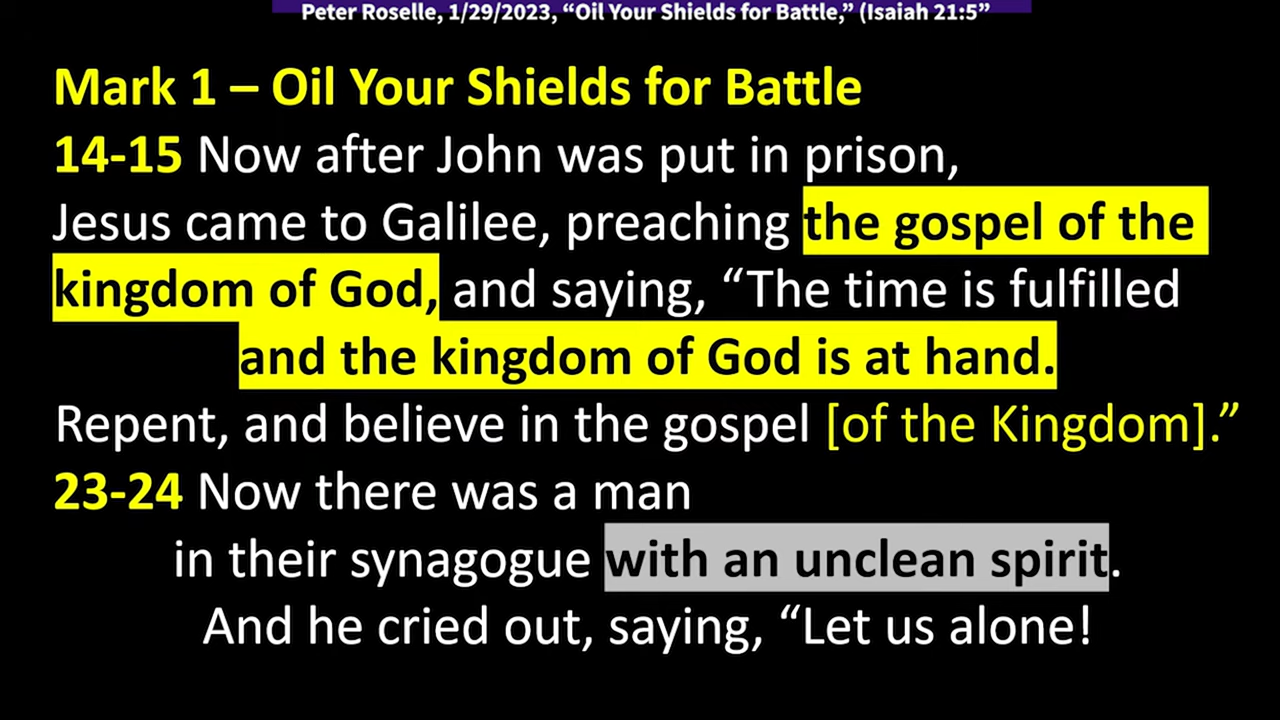 Peter Roselle, 1/29/2023, “Oil Your Shields for Battle,” (Isaiah 21:5”
Mark 1 – Oil Your Shields for Battle
14-15 Now after John was put in prison,
Jesus came to Galilee, preaching the gospel of the
kingdom of God, and saying, “The time is fulfilled
and the kingdom of God is at hand.
Repent, and believe in the gospel [of the Kingdom].”
23-24 Now there was a man
in their synagogue with an unclean spirit.
And he cried out, saying, “Let us alone!